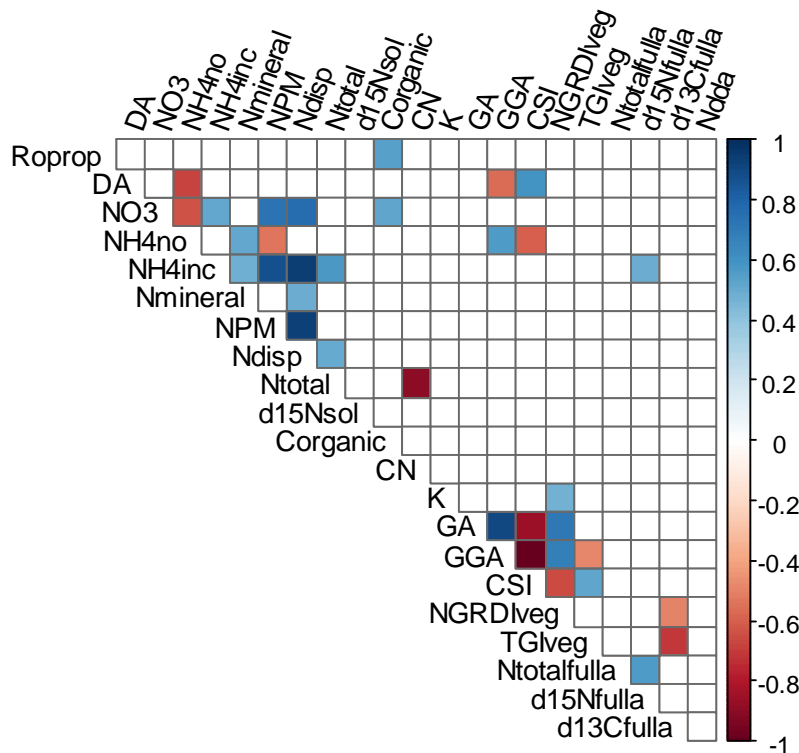 DA
NO3
NH4no
NH4inc
Nmineral
NPM
Ndisp
Ntotal
d15Nsol
Corganic
CN
K
GA
GGA
CSI
NGRDIveg
TGIveg
Ntotalfulla
d15Nfulla
d13Cfulla
Ndda
Roprop
DA
NO3
NH4no
NH4inc
Nmineral
NPM
Ndisp
Ntotal
d15Nsol
Corganic
CN
K
GA
GGA
CSI
NGRDIveg
TGIveg
Ntotalfulla
d15Nfulla
d13Cfulla
1
0.8
0.6
0.4
0.2
0
-0.2
-0.4
-0.6
-0.8
-1